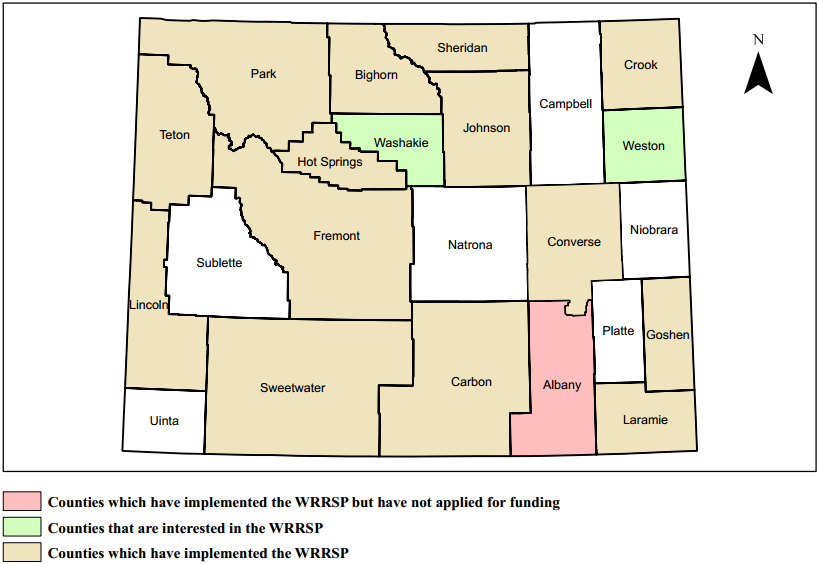 N
Sheridan
Park
Bighorn
Crook
Campbell
Teton
Johnson
Washakie
Weston
Hot Springs
Fremont
Niobrara
Natrona
Converse
Sublette
Lincoln
Platte
Goshen
Sweetwater
Carbon
Albany
Uinta
Laramie
Counties which have implemented the WRRSP but have not applied for funding
Counties that are interested in the WRRSP
Counties which have implemented the WRRSP